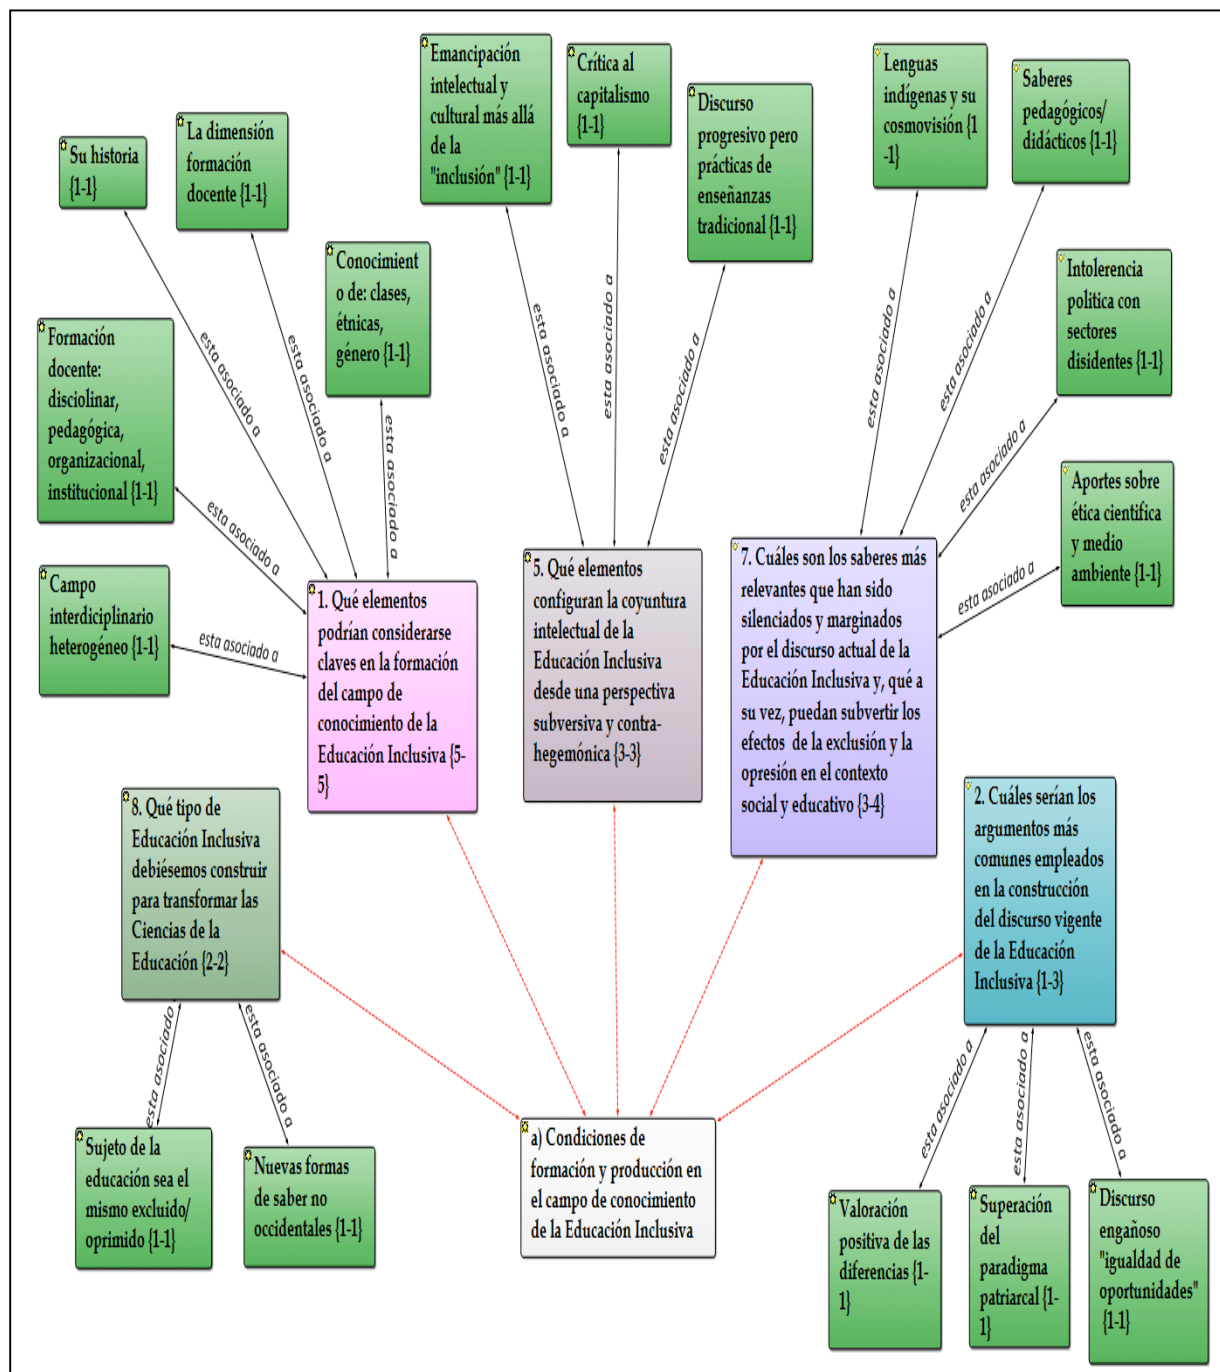 Emancipación
intelectual y
cultural más allá
de la
"inclusión" {1-1}
Crítica al
capitalismo
{1-1}
Discurso
progresivo pero
prácticas de
enseñanzas
tradicional {1-1}
Lenguas
indígenas y su
cosmovisión {1
-1}
Saberes
pedagógicos/
didácticos {1-1}
Su historia
{1-1}
La dimensión
formación
docente {1-1}
Conocimient
o de: clases,
étnicas,
género {1-1}
Intolerencia
politica con
sectores
disidentes {1-1}
Formación
docente:
disciolinar,
pedagógica,
organizacional,
institucional {1-1}
Aportes sobre
ética cientifica
y medio
ambiente {1-1}
Campo
interdiciplinario
heterogéneo {1-1}
esta asociado a
esta asociado a
esta asociado a
esta asociado a
esta asociado a
esta asociado a
esta asociado a
esta asociado a
esta asociado a
esta asociado a
esta asociado a
esta asociado a
1. Qué elementos
podrían considerarse
claves en la formación
del campo de
conocimiento de la
Educación Inclusiva {5-
5}
5. Qué elementos
configuran la coyuntura
intelectual de la
Educación Inclusiva
desde una perspectiva
subversiva y contra-
hegemónica {3-3}
7. Cuáles son los saberes más
relevantes que han sido
silenciados y marginados
por el discurso actual de la
Educación Inclusiva y, qué a
su vez, puedan subvertir los
efectos de la exclusión y la
opresión en el contexto
social y educativo {3-4}
8. Qué tipo de
Educación Inclusiva
debiésemos construir
para transformar las
Ciencias de la
Educación {2-2}
2. Cuáles serían los
argumentos más
comunes empleados
en la construcción
del discurso vigente
de la Educación
Inclusiva {1-3}
esta asociado
esta asociado a
esta asociado a
esta asociado a
esta asociado a
Sujeto de la
educación sea el
mismo excluido/
oprimido {1-1}
Nuevas formas
de saber no
occidentales {1-1}
a) Condiciones de
formación y producción en
el campo de conocimiento
de la Educación Inclusiva
Valoración
positiva de las
diferencias {1-
1}
Superación
del
paradigma
patriarcal {1-
1}
Discurso
engañoso
"igualdad de
oportunidades"
{1-1}